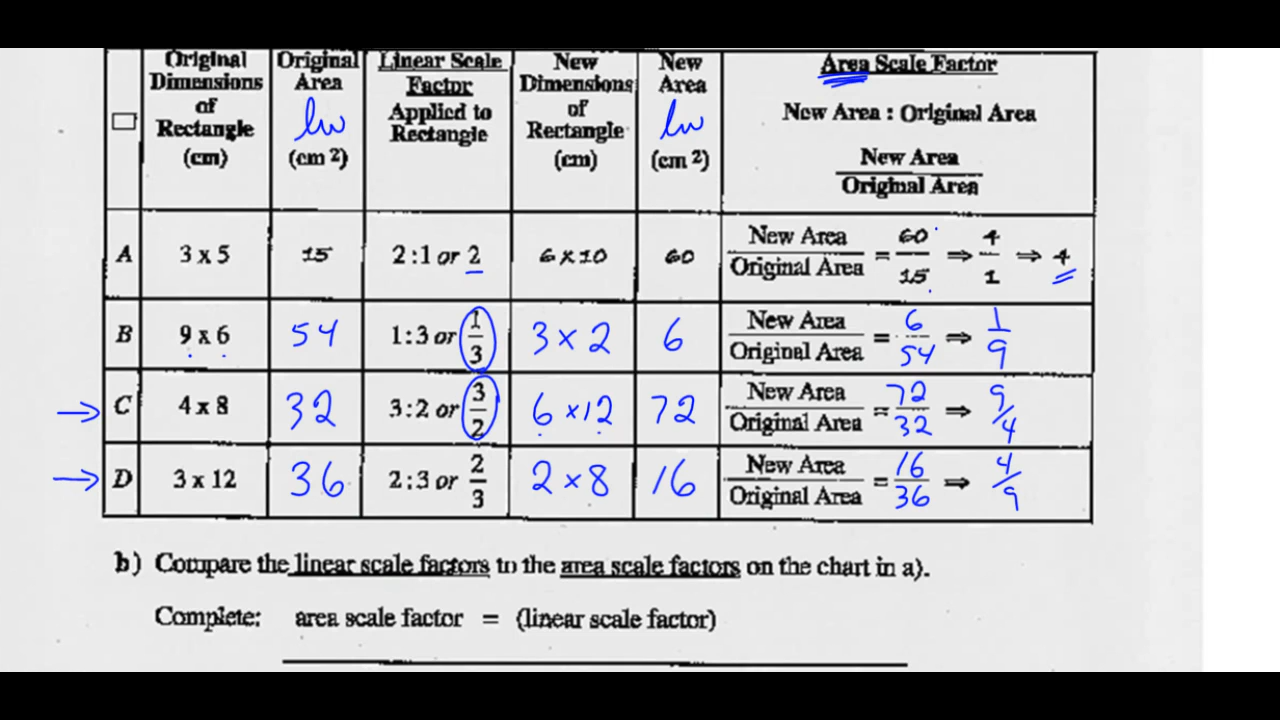 Original Dimensions of Rectangle (cm)
Original Area lw (cm 2)
Linear Scale Factor Applied to Rectangle
New Dimensions of Rectangle (cm)
New Area lw (cm 2)
Area Scale Factor
New Area : Original Area
New Area / Original Area
A 3 x 5 15 2:1 or 2 6 x 10 60 New Area / Original Area = 60/15 ⇒ 4/1 ⇒ 4
B 9 x 6 54 1:3 or 1/3 3 x 2 6 New Area / Original Area = 6/54 ⇒ 1/9
→ C 4 x 8 32 3:2 or 3/2 6 x 12 72 New Area / Original Area = 72/32 ⇒ 9/4
→ D 3 x 12 36 2:3 or 2/3 2 x 8 16 New Area / Original Area = 16/36 ⇒ 4/9
b) Compare the linear scale factors to the area scale factors on the chart in a).
Complete: area scale factor = (linear scale factor)